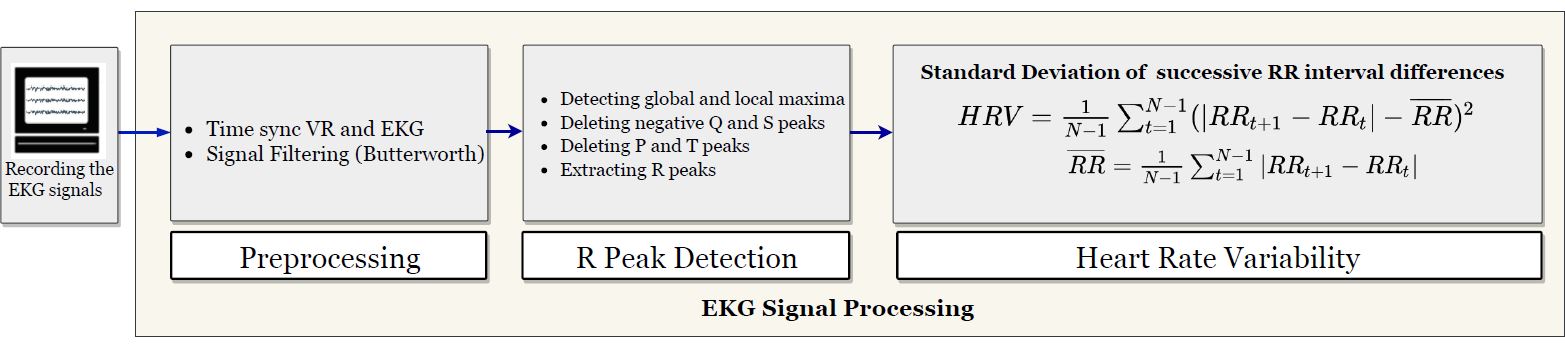 Recording the
EKG signals
• Time sync VR and EKG
• Signal Filtering (Butterworth)
Preprocessing
• Detecting global and local maxima
• Deleting negative Q and S peaks
• Deleting P and T peaks
• Extracting R peaks
R Peak Detection
Standard Deviation of successive RR interval differences
$HRV = \frac{1}{N-1} \sum_{t=1}^{N-1} (|RR_{t+1} - RR_t| - \overline{RR})^2$
$\overline{RR} = \frac{1}{N-1} \sum_{t=1}^{N-1} |RR_{t+1} - RR_t|$
Heart Rate Variability
EKG Signal Processing